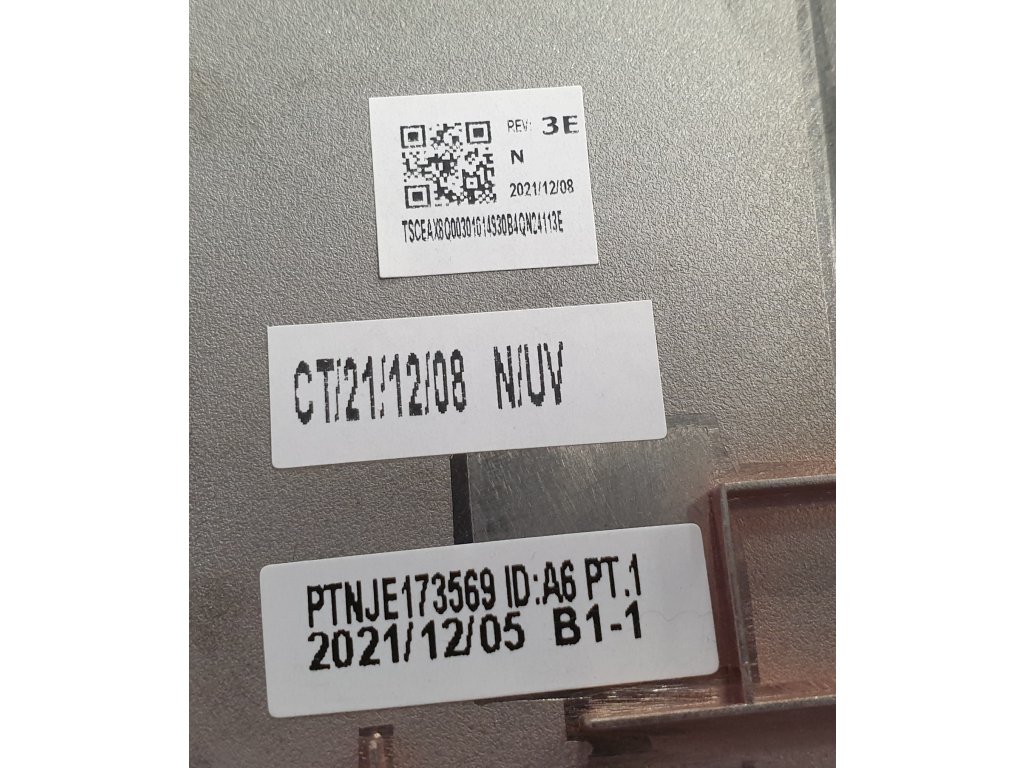 REV: 3E
N
2021/12/08
TSCEAX8Q00301014930B4QN24113E
CT/21/12/08 N/UV
PTNJE173569 ID:A6 PT.1
2021/12/05 B1-1